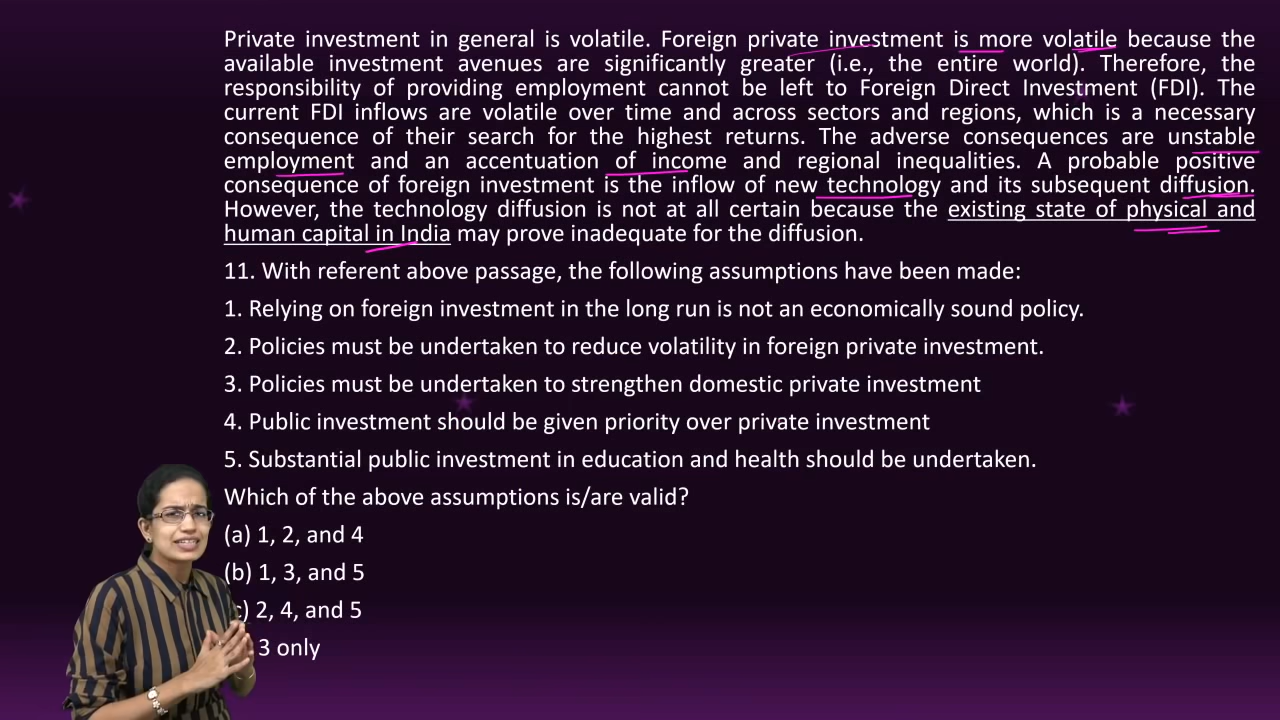 Private investment in general is volatile. Foreign private investment is more volatile because the
available investment avenues are significantly greater (i.e., the entire world). Therefore, the
responsibility of providing employment cannot be left to Foreign Direct Investment (FDI). The
current FDI inflows are volatile over time and across sectors and regions, which is a necessary
consequence of their search for the highest returns. The adverse consequences are unstable
employment and an accentuation of income and regional inequalities. A probable positive
consequence of foreign investment is the inflow of new technology and its subsequent diffusion.
However, the technology diffusion is not at all certain because the existing state of physical and
human capital in India may prove inadequate for the diffusion.
11. With referent above passage, the following assumptions have been made:
1. Relying on foreign investment in the long run is not an economically sound policy.
2. Policies must be undertaken to reduce volatility in foreign private investment.
3. Policies must be undertaken to strengthen domestic private investment
4. Public investment should be given priority over private investment
5. Substantial public investment in education and health should be undertaken.
Which of the above assumptions is/are valid?
(a) 1, 2, and 4
(b) 1, 3, and 5
c) 2, 4, and 5
3 only